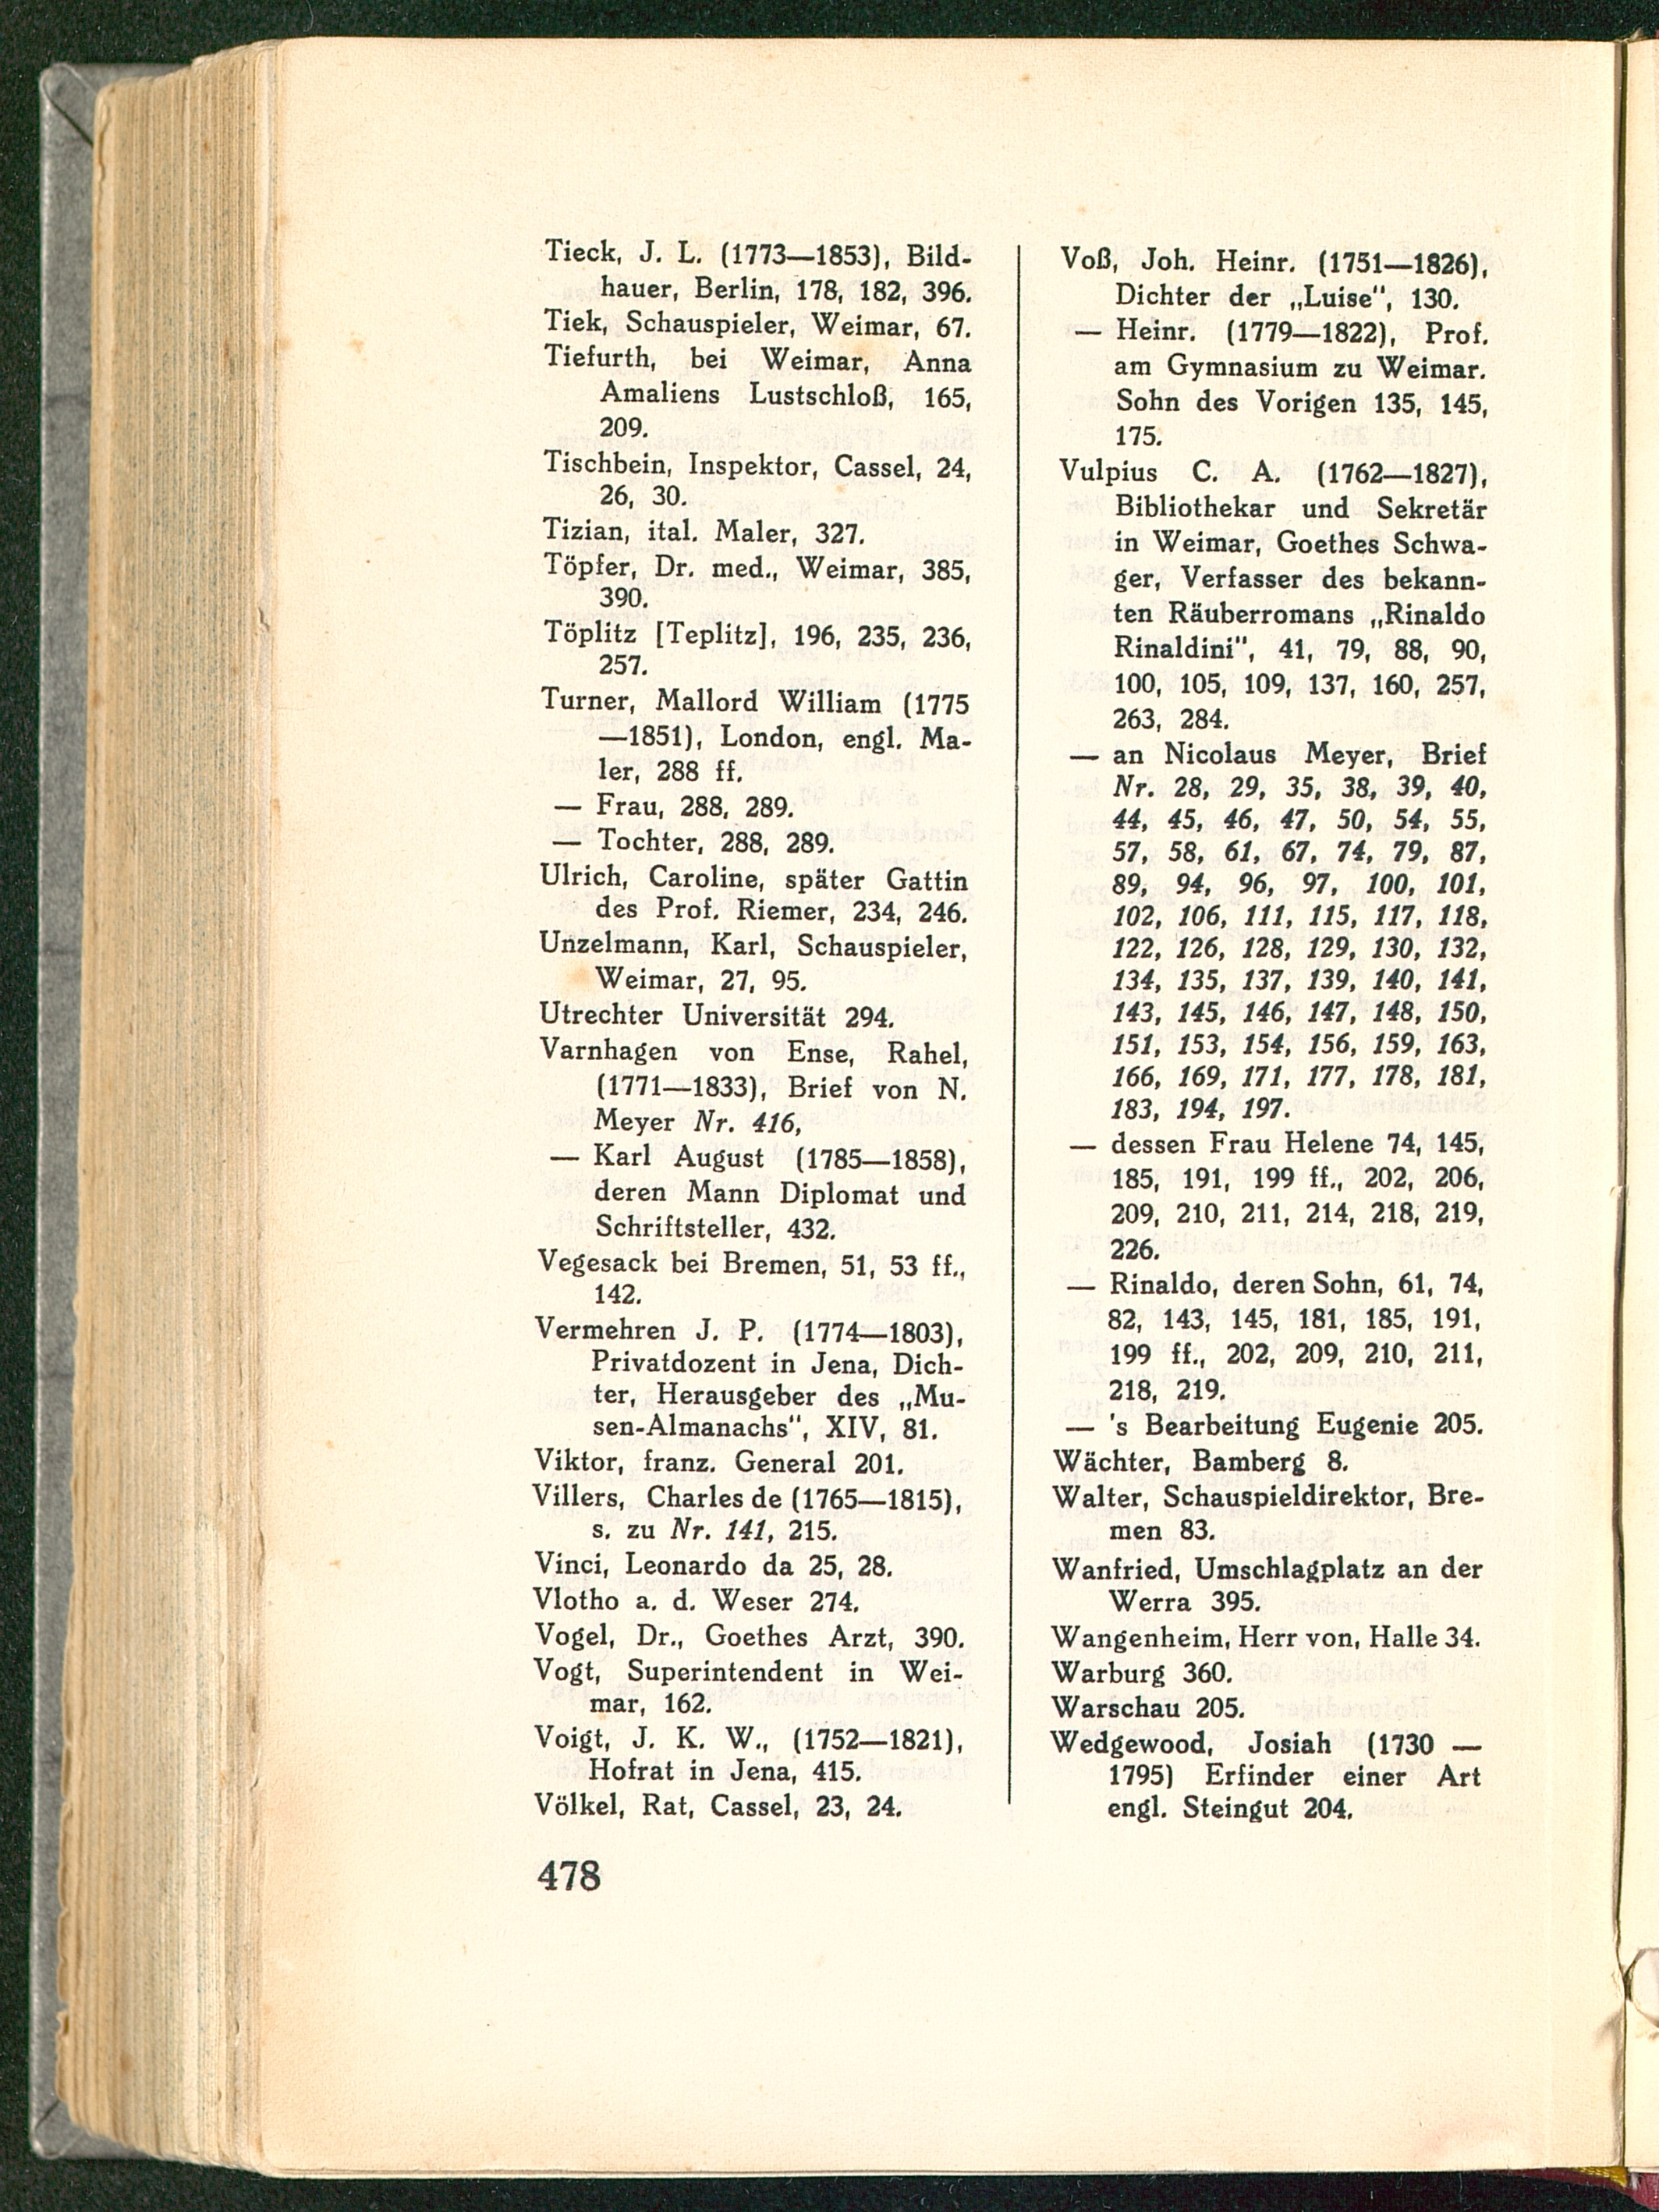 Tieck, J. L. (1773—1853), Bild-
hauer, Berlin, 178, 182, 396.
Tiek, Schauspieler, Weimar, 67.
Tiefurth, bei Weimar, Anna
Amaliens Lustschloß, 165,
209.
Tischbein, Inspektor, Cassel, 24,
26, 30.
Tizian, ital. Maler, 327.
Töpfer, Dr. med., Weimar, 385,
390.
Töplitz [Teplitz], 196, 235, 236,
257.
Turner, Mallord William (1775
—1851), London, engl. Ma-
ler, 288 ff.
— Frau, 288, 289.
— Tochter, 288, 289.
Ulrich, Caroline, später Gattin
des Prof. Riemer, 234, 246.
Unzelmann, Karl, Schauspieler,
Weimar, 27, 95.
Utrechter Universität 294.
Varnhagen von Ense, Rahel,
(1771—1833), Brief von N.
Meyer Nr. 416,
— Karl August (1785—1858),
deren Mann Diplomat und
Schriftsteller, 432.
Vegesack bei Bremen, 51, 53 ff.,
142.
Vermehren J. P. (1774—1803),
Privatdozent in Jena, Dich-
ter, Herausgeber des „Mu-
sen-Almanachs", XIV, 81.
Viktor, franz. General 201.
Villers, Charles de (1765—1815),
s. zu Nr. 141, 215.
Vinci, Leonardo da 25, 28.
Vlotho a. d. Weser 274.
Vogel, Dr., Goethes Arzt, 390.
Vogt, Superintendent in Wei-
mar, 162.
Voigt, J. K. W., (1752—1821),
Hofrat in Jena, 415.
Völkel, Rat, Cassel, 23, 24.
Voß, Joh. Heinr. (1751—1826),
Dichter der „Luise", 130.
— Heinr. (1779—1822), Prof.
am Gymnasium zu Weimar.
Sohn des Vorigen 135, 145,
175.
Vulpius C. A. (1762—1827),
Bibliothekar und Sekretär
in Weimar, Goethes Schwa-
ger, Verfasser des bekann-
ten Räuberromans „Rinaldo
Rinaldini", 41, 79, 88, 90,
100, 105, 109, 137, 160, 257,
263, 284.
— an Nicolaus Meyer, Brief
Nr. 28, 29, 35, 38, 39, 40,
44, 45, 46, 47, 50, 54, 55,
57, 58, 61, 67, 74, 79, 87,
89, 94, 96, 97, 100, 101,
102, 106, 111, 115, 117, 118,
122, 126, 128, 129, 130, 132,
134, 135, 137, 139, 140, 141,
143, 145, 146, 147, 148, 150,
151, 153, 154, 156, 159, 163,
166, 169, 171, 177, 178, 181,
183, 194, 197.
— dessen Frau Helene 74, 145,
185, 191, 199 ff., 202, 206,
209, 210, 211, 214, 218, 219,
226.
— Rinaldo, deren Sohn, 61, 74,
82, 143, 145, 181, 185, 191,
199 ff., 202, 209, 210, 211,
218, 219.
— 's Bearbeitung Eugenie 205.
Wächter, Bamberg 8.
Walter, Schauspieldirektor, Bre-
men 83.
Wanfried, Umschlagplatz an der
Werra 395.
Wangenheim, Herr von, Halle 34.
Warburg 360.
Warschau 205.
Wedgewood, Josiah (1730 —
1795) Erfinder einer Art
engl. Steingut 204.
478